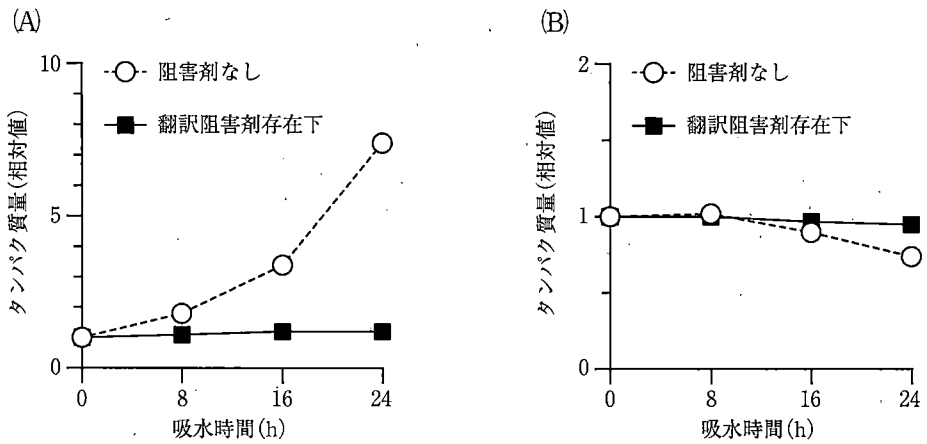 (A)
10
5
0
タンパク質量(相対値)
阻害剤なし
翻訳阻害剤存在下
0 8 16 24
吸水時間(h)
(B)
2
1
0
タンパク質量(相対値)
阻害剤なし
翻訳阻害剤存在下
0 8 16 24
吸水時間(h)